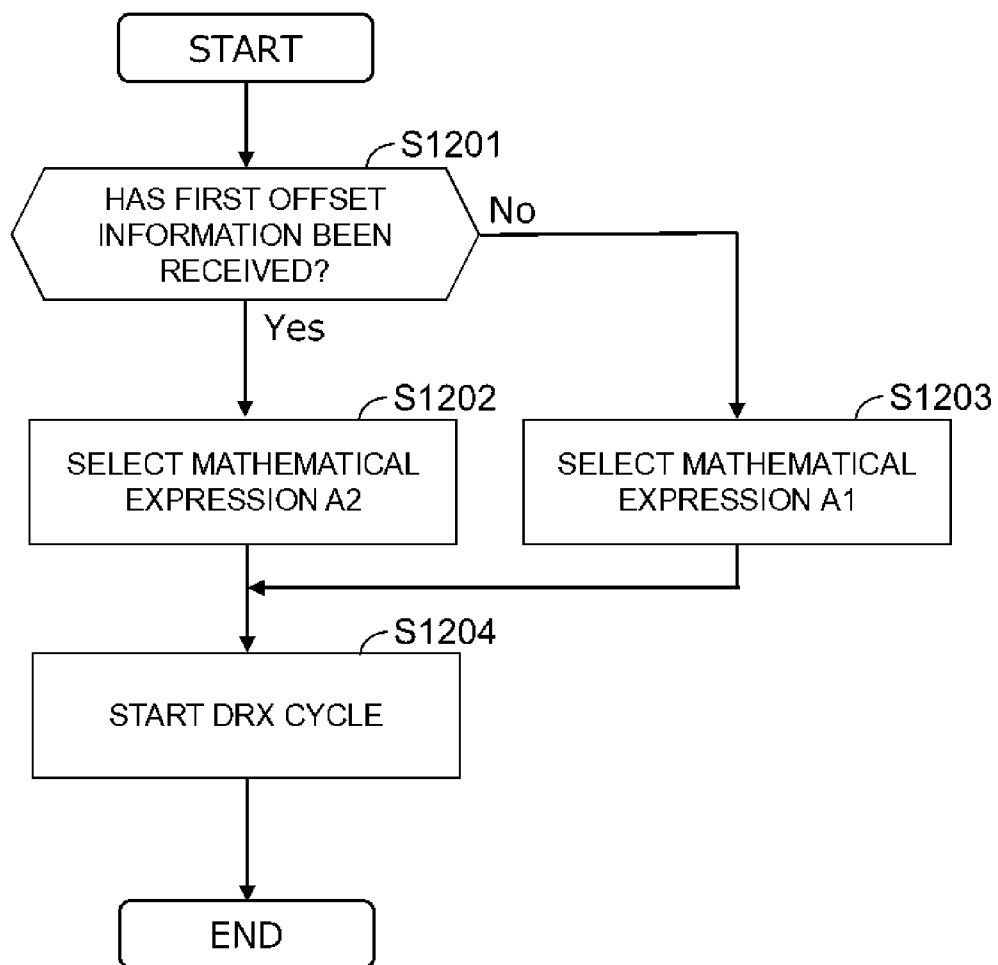 START
S1201
HAS FIRST OFFSET
INFORMATION BEEN
RECEIVED?
No
Yes
S1202
SELECT MATHEMATICAL
EXPRESSION A2
S1203
SELECT MATHEMATICAL
EXPRESSION A1
S1204
START DRX CYCLE
END